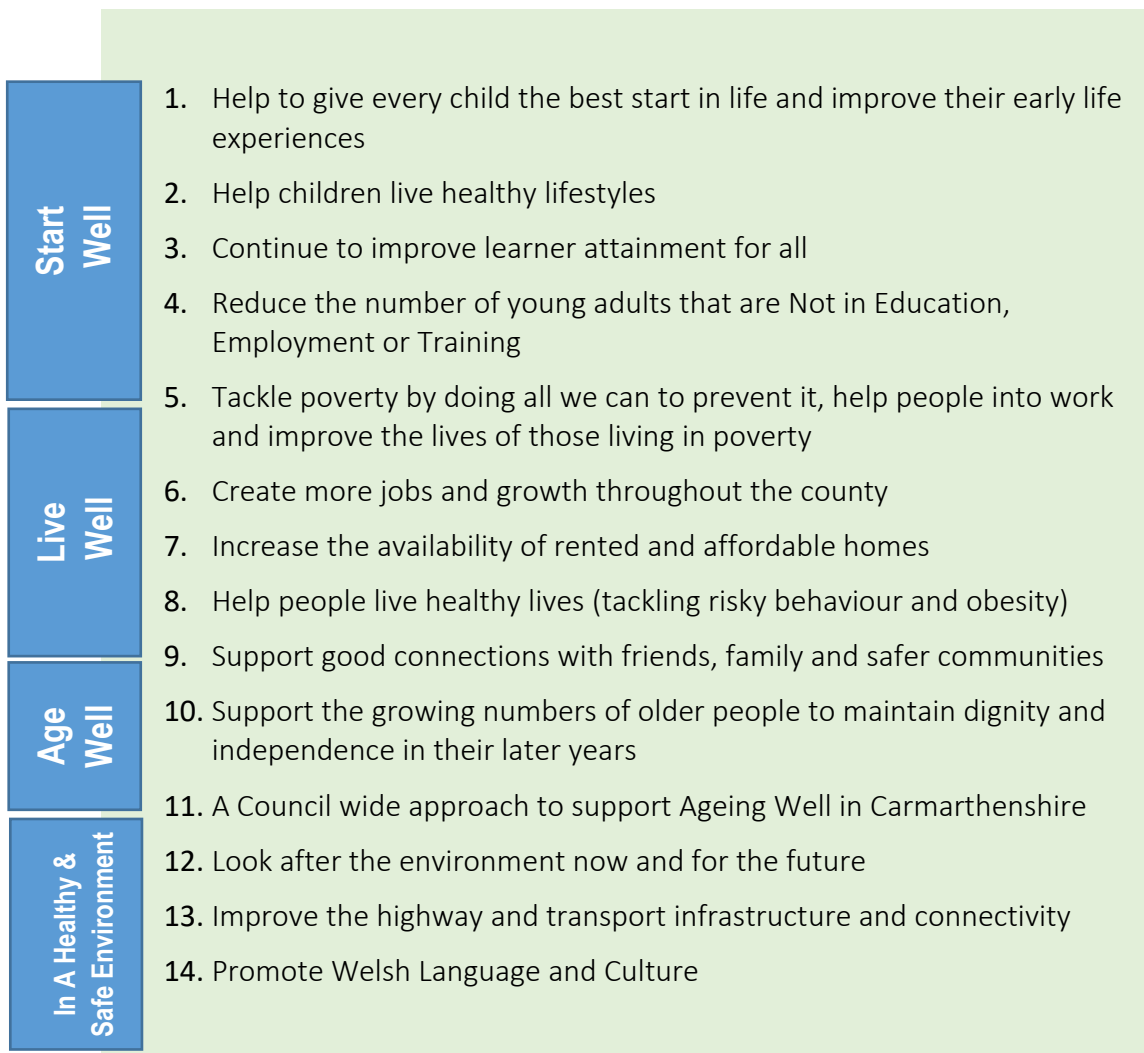 Start
Well
1. Help to give every child the best start in life and improve their early life
experiences
2. Help children live healthy lifestyles
3. Continue to improve learner attainment for all
4. Reduce the number of young adults that are Not in Education,
Employment or Training
Live
Well
5. Tackle poverty by doing all we can to prevent it, help people into work
and improve the lives of those living in poverty
6. Create more jobs and growth throughout the county
7. Increase the availability of rented and affordable homes
8. Help people live healthy lives (tackling risky behaviour and obesity)
9. Support good connections with friends, family and safer communities
Age
Well
10. Support the growing numbers of older people to maintain dignity and
independence in their later years
11. A Council wide approach to support Ageing Well in Carmarthenshire
In A Healthy &
Safe Environment
12. Look after the environment now and for the future
13. Improve the highway and transport infrastructure and connectivity
14. Promote Welsh Language and Culture